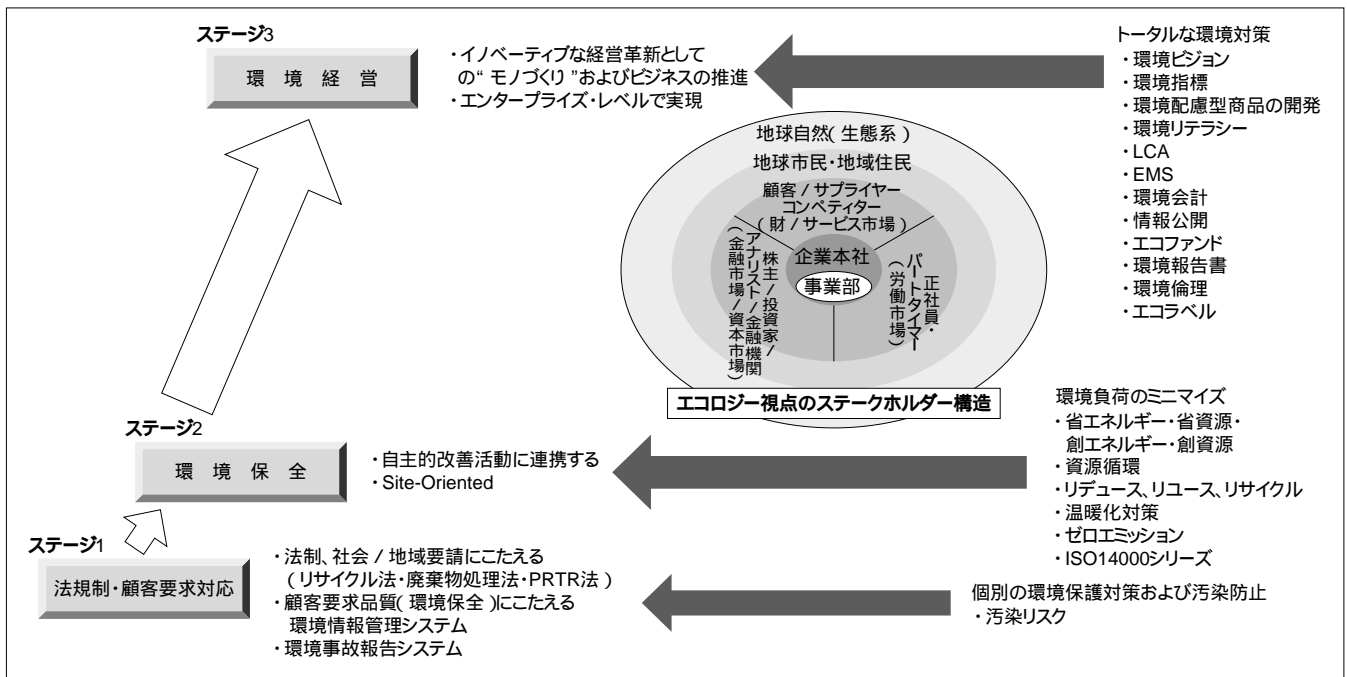 ステージ3
環 境 経 営
・イノベーティブな経営革新として
の“ モノづくり ”およびビジネスの推進
・エンタープライズ・レベルで実現
トータルな環境対策
・環境ビジョン
・環境指標
・環境配慮型商品の開発
・環境リテラシー
・LCA
・EMS
・環境会計
・情報公開
・エコファンド
・環境報告書
・環境倫理
・エコラベル
地球自然( 生態系 )
地球市民・地域住民
顧客 / サプライヤー
コンペティター
( 財 / サービス市場 )
企業本社
事業部
株主 / 投資家 /
アナリスト / 金融機関
( 金融市場 / 資本市場 )
正社員・
パートタイマー
( 労働市場 )
エコロジー視点のステークホルダー構造
ステージ2
環 境 保 全
・自主的改善活動に連携する
・Site-Oriented
環境負荷のミニマイズ
・省エネルギー・省資源・
創エネルギー・創資源
・資源循環
・リデュース、リユース、リサイクル
・温暖化対策
・ゼロエミッション
・ISO14000シリーズ
ステージ1
法規制・顧客要求対応
・法制、社会 / 地域要請にこたえる
( リサイクル法・廃棄物処理法・PRTR法 )
・顧客要求品質( 環境保全 )にこたえる
環境情報管理システム
・環境事故報告システム
個別の環境保護対策および汚染防止
・汚染リスク